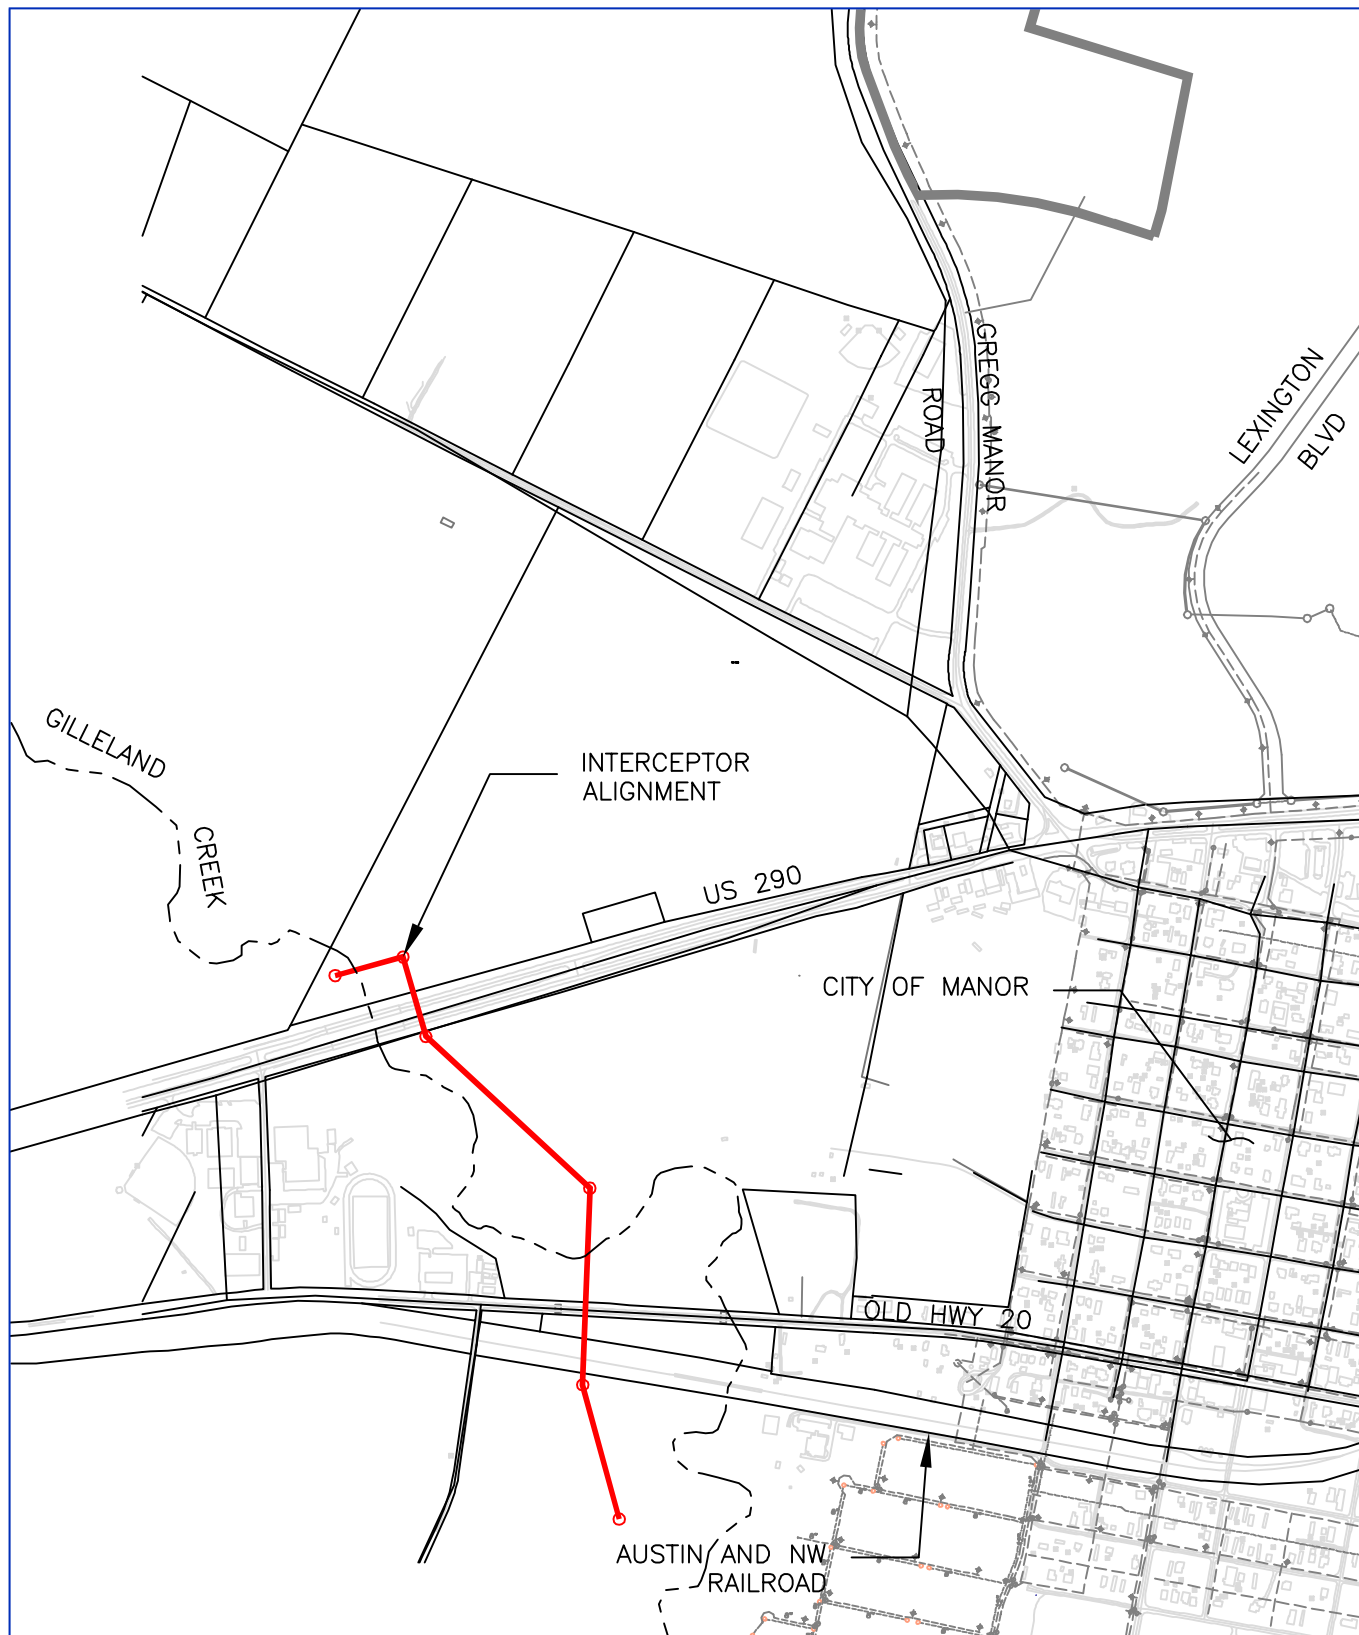 GREGG MANOR
ROAD
LEXINGTON
BLVD
GILLELAND
CREEK
INTERCEPTOR
ALIGNMENT
US 290
CITY OF MANOR
OLD HWY 20
AUSTIN AND NW
RAILROAD